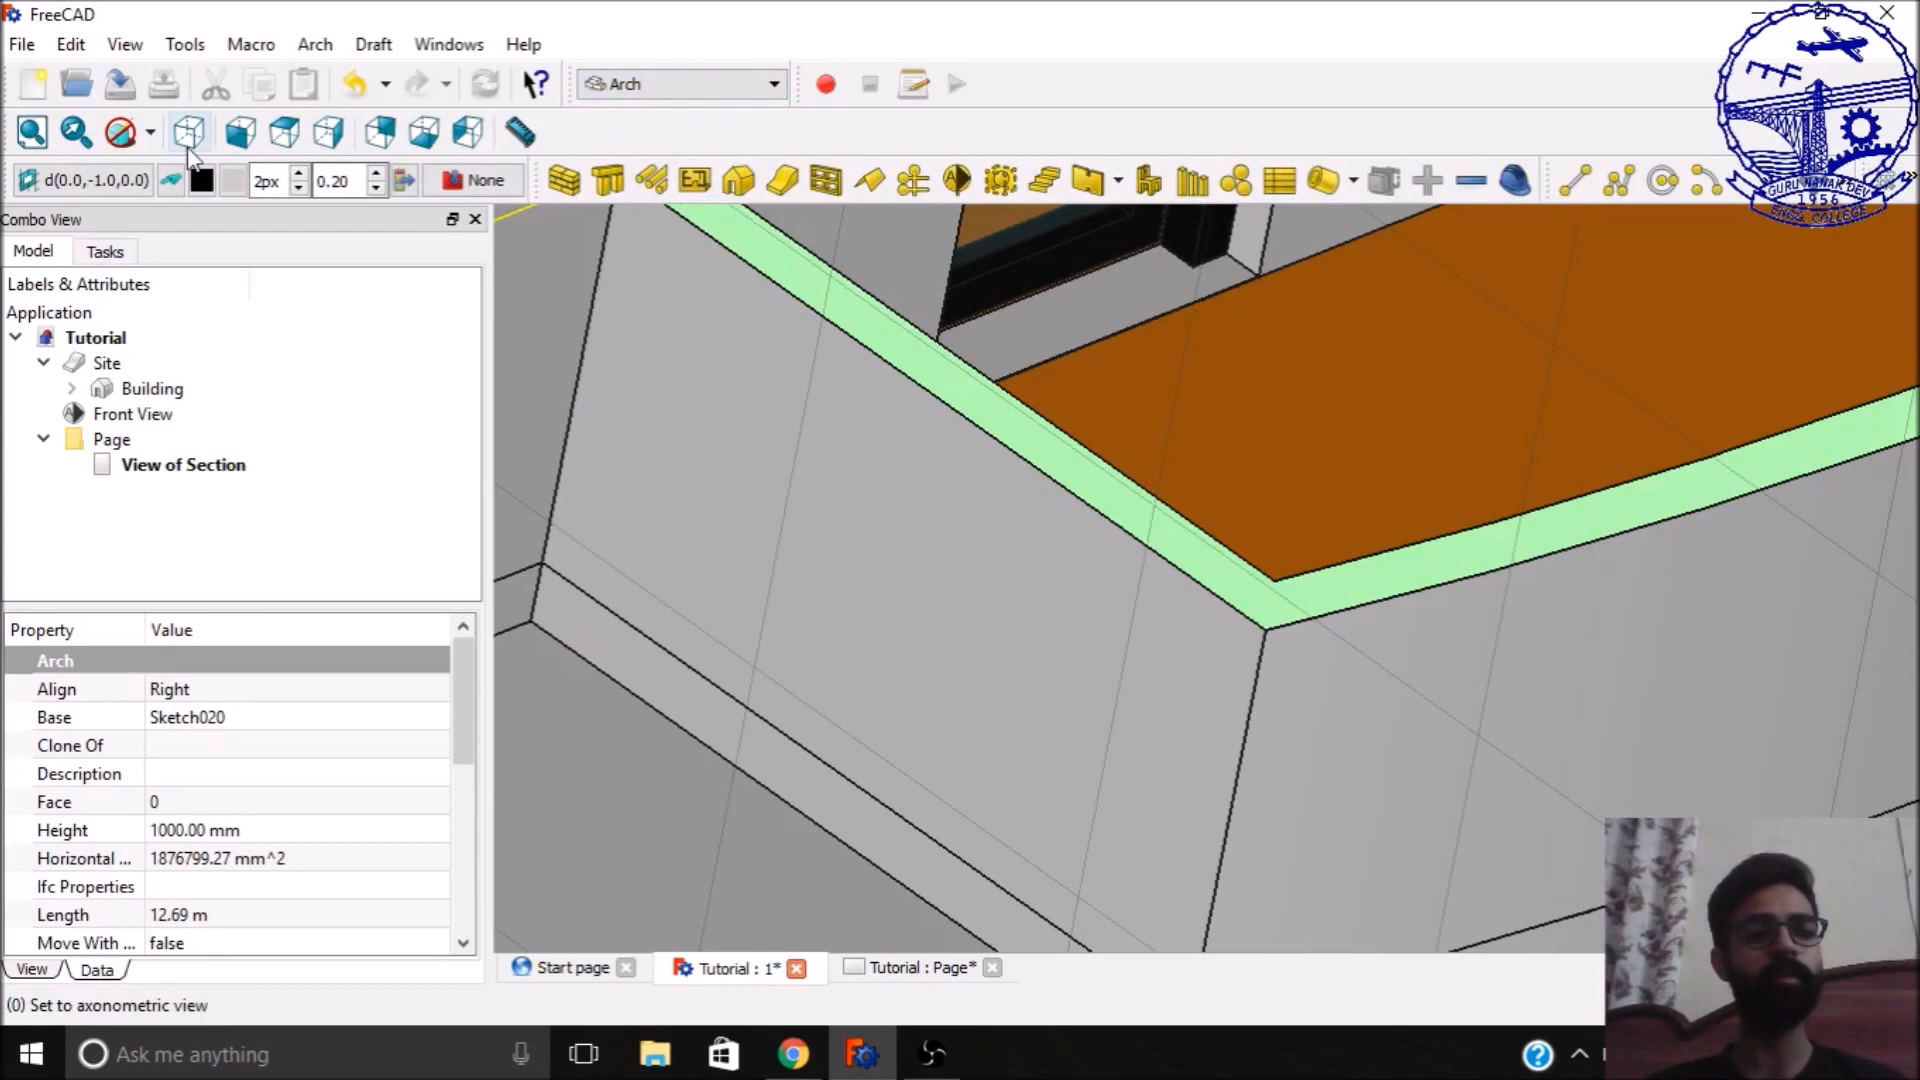 FreeCAD
File Edit View Tools Macro Arch Draft Windows Help
Arch
d(0.0,-1.0,0.0) 2px 0.20 None
Combo View
Model Tasks
Labels & Attributes
Application
Tutorial
Site
Building
Front View
Page
View of Section
Property Value
Arch
Align Right
Base Sketch020
Clone Of
Description
Face 0
Height 1000.00 mm
Horizontal ... 1876799.27 mm^2
Ifc Properties
Length 12.69 m
Move With ... false
View Data
Start page Tutorial : 1* Tutorial : Page*
(0) Set to axonometric view
Ask me anything
GURU NANAK DEV
1956
ENGG. COLLEGE